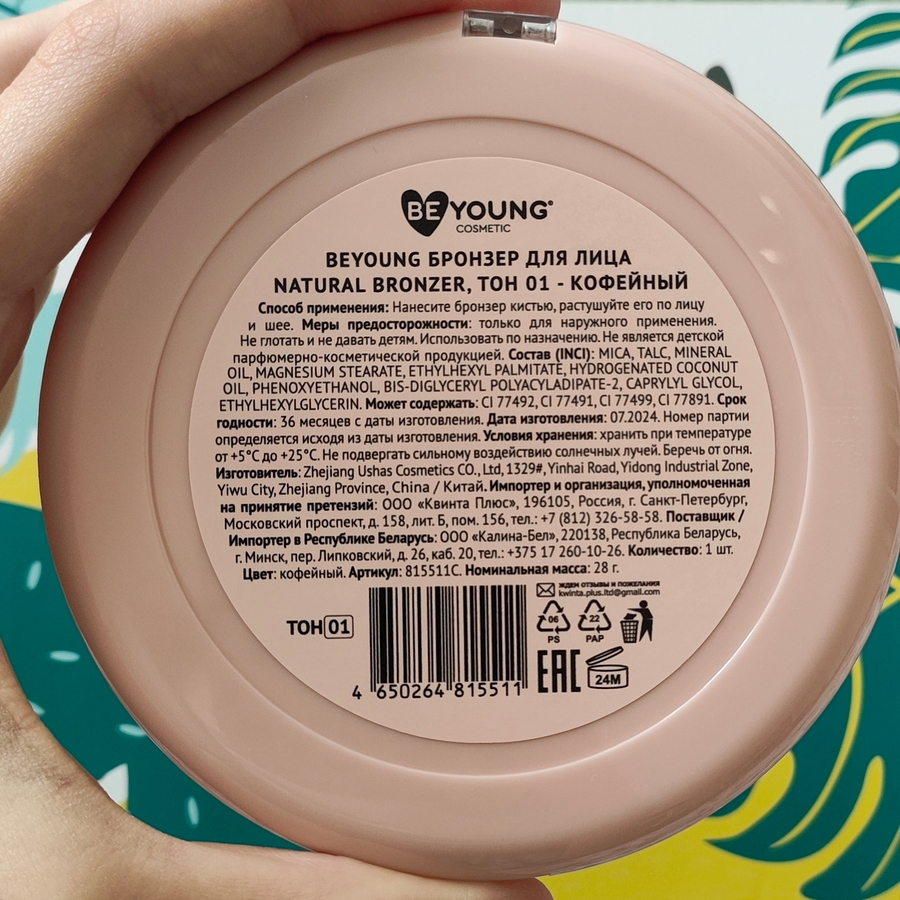 BEYOUNG®
COSMETIC
BEYOUNG БРОНЗЕР ДЛЯ ЛИЦА
NATURAL BRONZER, ТОН 01 - КОФЕЙНЫЙ
Способ применения: Нанесите бронзер кистью, растушуйте его по лицу
и шее. Меры предосторожности: только для наружного применения.
Не глотать и не давать детям. Использовать по назначению. Не является детской
парфюмерно-косметической продукцией. Состав (INCI): MICA, TALC, MINERAL
OIL, MAGNESIUM STEARATE, ETHYLHEXYL PALMITATE, HYDROGENATED COCONUT
OIL, PHENOXYETHANOL, BIS-DIGLYCERYL POLYACYLADIPATE-2, CAPRYLYL GLYCOL,
ETHYLHEXYLGLYCERIN. Может содержать: CI 77492, CI 77491, CI 77499, CI 77891. Срок
годности: 36 месяцев с даты изготовления. Дата изготовления: 07.2024. Номер партии
определяется исходя из даты изготовления. Условия хранения: хранить при температуре
от +5°C до +25°C. Не подвергать сильному воздействию солнечных лучей. Беречь от огня.
Изготовитель: Zhejiang Ushas Cosmetics CO., Ltd, 1329#, Yinhai Road, Yidong Industrial Zone,
Yiwu City, Zhejiang Province, China / Китай. Импортер и организация, уполномоченная
на принятие претензий: ООО «Квинта Плюс», 196105, Россия, г. Санкт-Петербург,
Московский проспект, д. 158, лит. Б, пом. 156, тел.: +7 (812) 326-58-58. Поставщик /
Импортер в Республике Беларусь: ООО «Калина-Бел», 220138, Республика Беларусь,
г. Минск, пер. Липковский, д. 26, каб. 20, тел.: +375 17 260-10-26. Количество: 1 шт.
Цвет: кофейный. Артикул: 815511C. Номинальная масса: 28 г.
ЖДЕМ ОТЗЫВЫ И ПОЖЕЛАНИЯ
kwinta.plus.ltd@gmail.com
ТОН 01
06
PS
22
PAP
EAC
24M
4 650264 815511